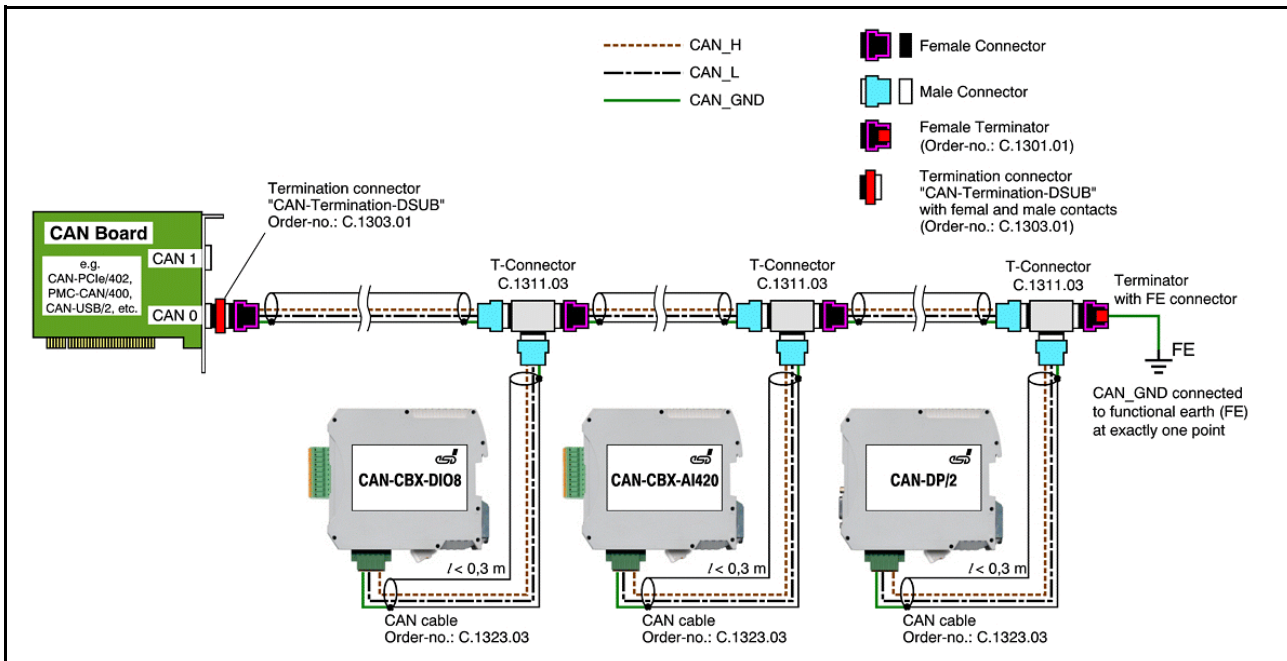 CAN_H
CAN_L
CAN_GND
Female Connector
Male Connector
Female Terminator
(Order-no.: C.1301.01)
Termination connector
"CAN-Termination-DSUB"
with femal and male contacts
(Order-no.: C.1303.01)
Termination connector
"CAN-Termination-DSUB"
Order-no.: C.1303.01
CAN Board
e.g.
CAN-PCIe/402,
PMC-CAN/400,
CAN-USB/2, etc.
CAN 1
CAN 0
T-Connector
C.1311.03
T-Connector
C.1311.03
T-Connector
C.1311.03
Terminator
with FE connector
FE
CAN_GND connected
to functional earth (FE)
at exactly one point
esd
CAN-CBX-DIO8
esd
CAN-CBX-AI420
esd
CAN-DP/2
l < 0,3 m
l < 0,3 m
l < 0,3 m
CAN cable
Order-no.: C.1323.03
CAN cable
Order-no.: C.1323.03
CAN cable
Order-no.: C.1323.03